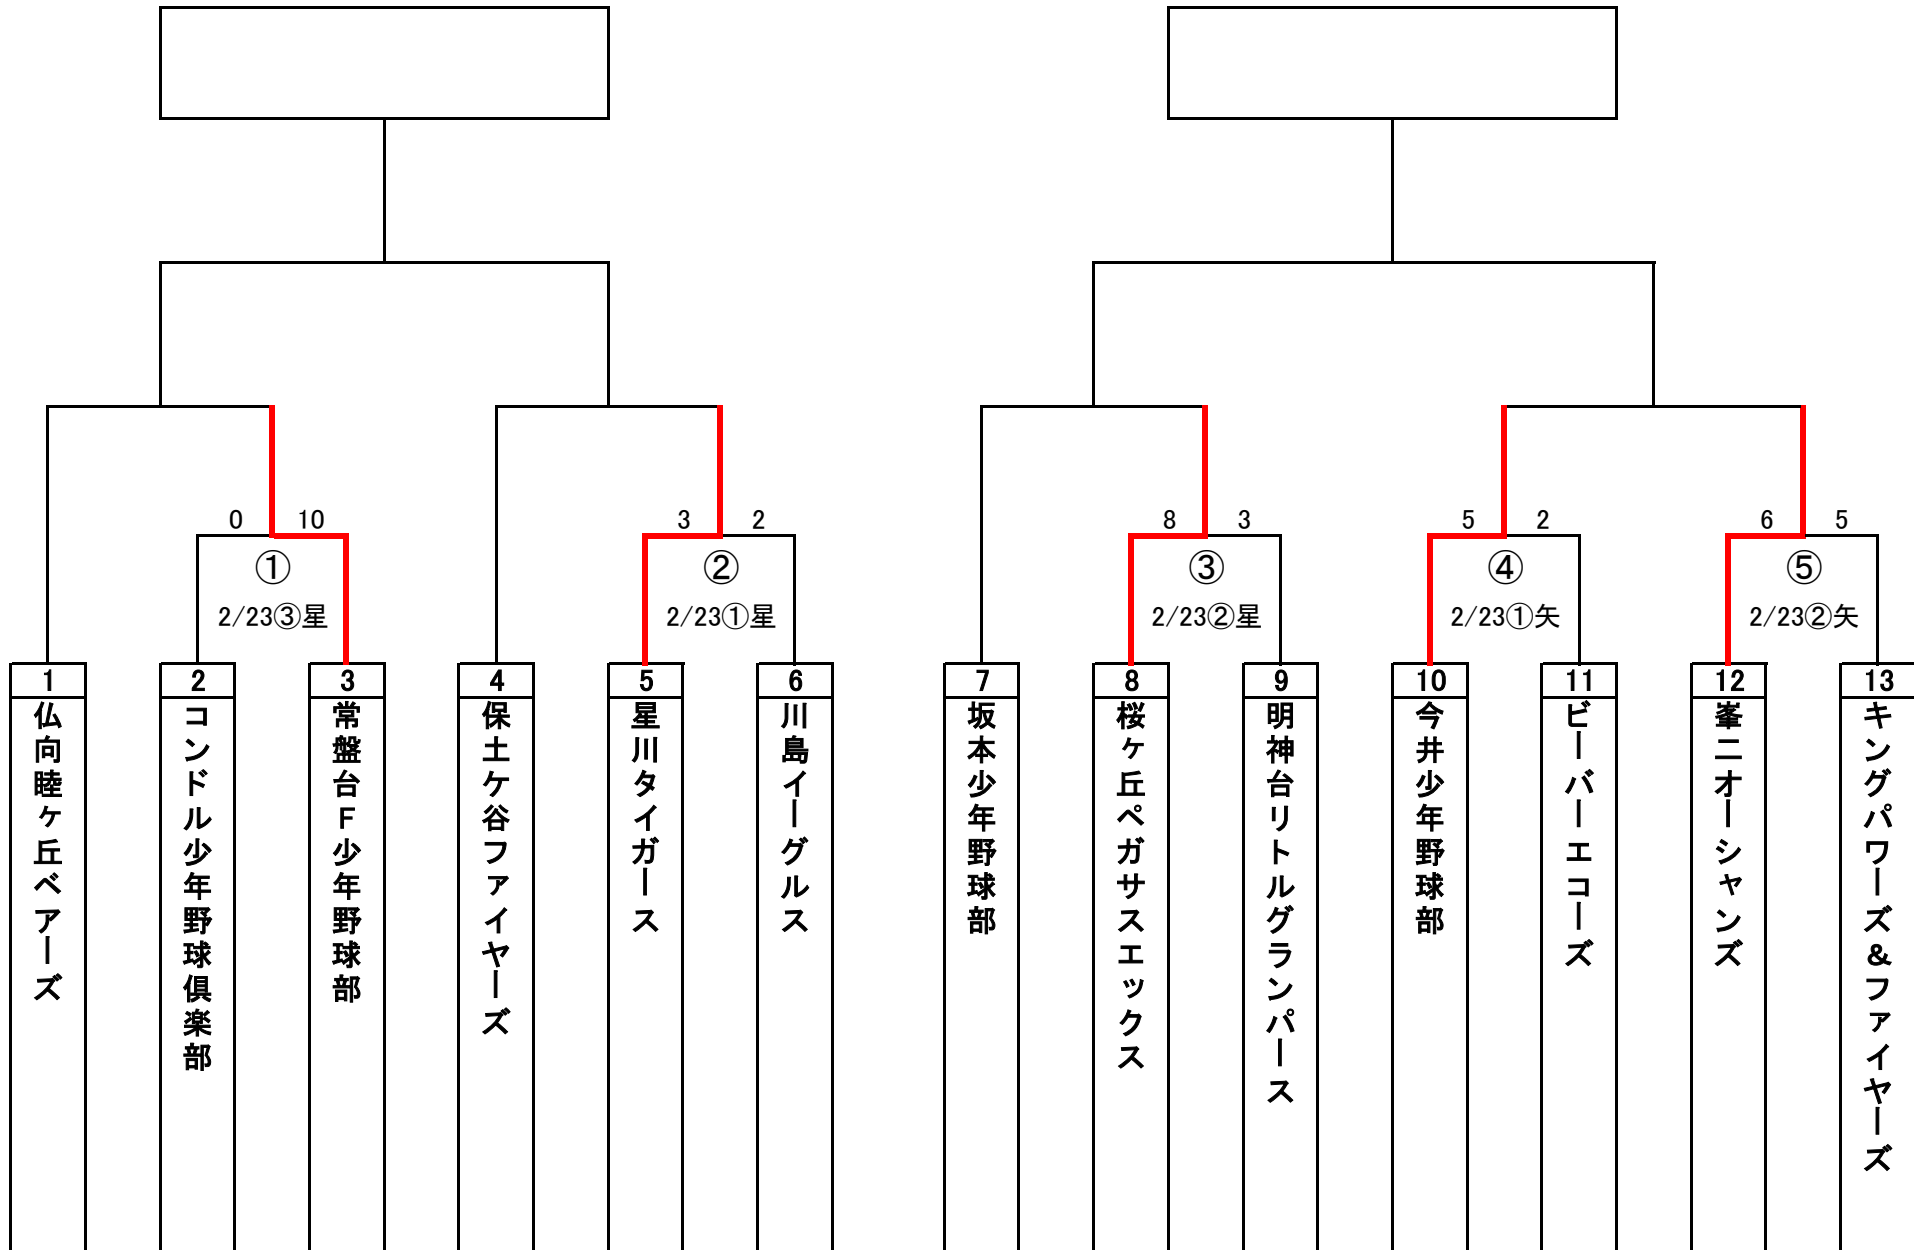 0 10
3 2
8 3
5 2
6 5
①
②
③
④
⑤
2/23③星
2/23①星
2/23②星
2/23①矢
2/23②矢
1
仏向睦ヶ丘ベアーズ
2
コンドル少年野球倶楽部
3
常盤台F少年野球部
4
保土ケ谷ファイヤーズ
5
星川タイガース
6
川島イーグルス
7
坂本少年野球部
8
桜ヶ丘ペガサスエックス
9
明神台リトルグランパース
10
今井少年野球部
11
ビーバーエコーズ
12
峯二オーシャンズ
13
キングパワーズ&ファイヤーズ